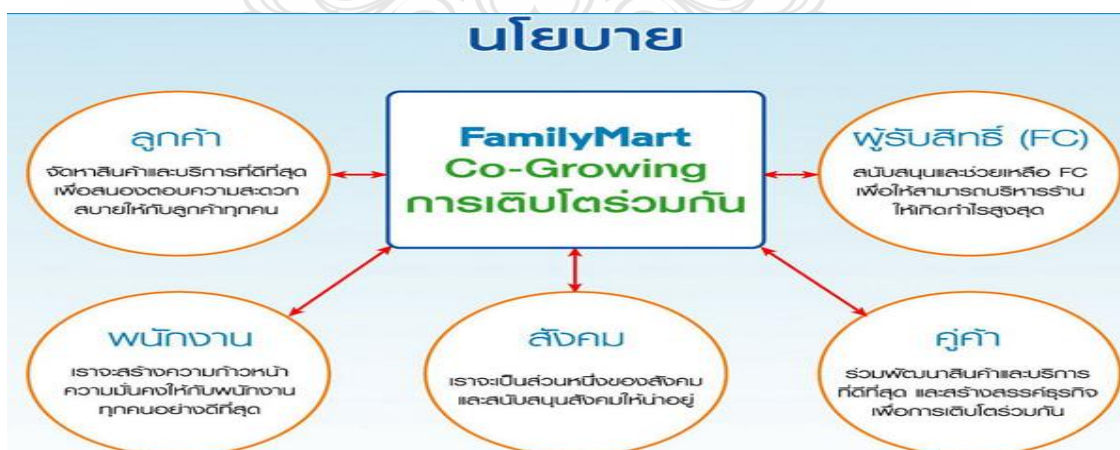 นโยบาย
ลูกค้า
จัดหาสินค้าและบริการที่ดีที่สุด
เพื่อสนองตอบความสะดวก
สบายให้กับลูกค้าทุกคน
FamilyMart
Co-Growing
การเติบโตร่วมกัน
ผู้รับสิทธิ์ (FC)
สนับสนุนและช่วยเหลือ FC
เพื่อให้สามารถบริหารร้าน
ให้เกิดกำไรสูงสุด
พนักงาน
เราจะสร้างความก้าวหน้า
ความมั่นคงให้กับพนักงาน
ทุกคนอย่างดีที่สุด
สังคม
เราจะเป็นส่วนหนึ่งของสังคม
และสนับสนุนสังคมให้น่าอยู่
คู่ค้า
ร่วมพัฒนาสินค้าและบริการ
ที่ดีที่สุด และสร้างสรรค์ธุรกิจ
เพื่อการเติบโตร่วมกัน